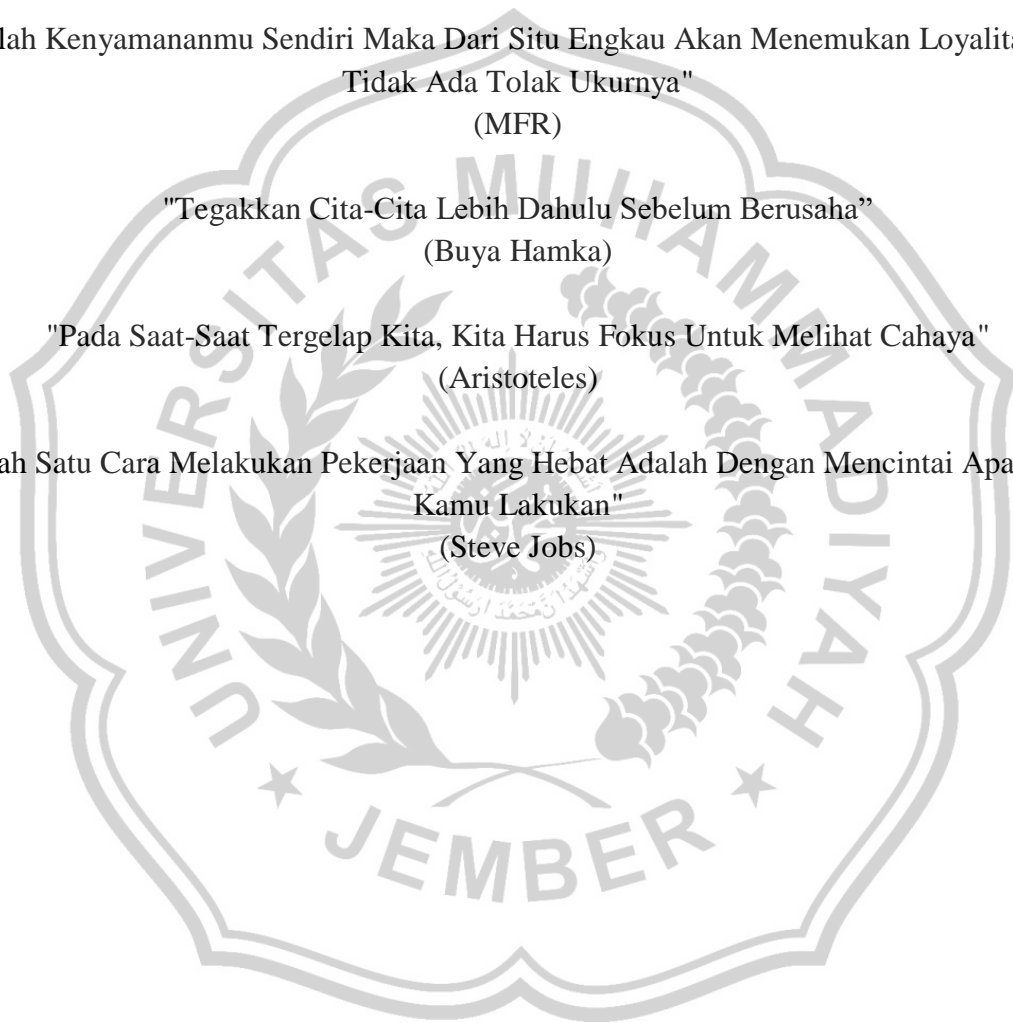 lah Kenyamananmu Sendiri Maka Dari Situ Engkau Akan Menemukan Loyalita
Tidak Ada Tolak Ukurnya"
(MFR)
"Tegakkan Cita-Cita Lebih Dahulu Sebelum Berusaha”
(Buya Hamka)
"Pada Saat-Saat Tergelap Kita, Kita Harus Fokus Untuk Melihat Cahaya"
(Aristoteles)
ah Satu Cara Melakukan Pekerjaan Yang Hebat Adalah Dengan Mencintai Apa
Kamu Lakukan"
(Steve Jobs)
UNIVERSITAS MUHAMMADIYAH
JEMBER